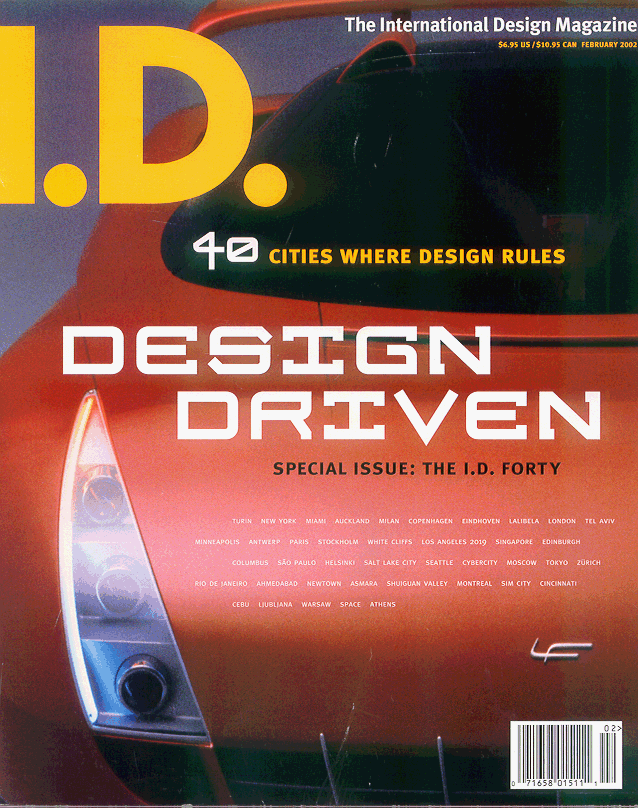 The International Design Magazine
$6.95 US / $10.95 CAN FEBRUARY 2002
I.D.
40 CITIES WHERE DESIGN RULES
DESIGN
DRIVEN
SPECIAL ISSUE: THE I.D. FORTY
TURIN NEW YORK MIAMI AUCKLAND MILAN COPENHAGEN EINDHOVEN LALIBELA LONDON TEL AVIV
MINNEAPOLIS ANTWERP PARIS STOCKHOLM WHITE CLIFFS LOS ANGELES 2019 SINGAPORE EDINBURGH
COLUMBUS SÃO PAULO HELSINKI SALT LAKE CITY SEATTLE CYBERCITY MOSCOW TOKYO ZÜRICH
RIO DE JANEIRO AHMEDABAD NEWTOWN ASMARA SHUIGUAN VALLEY MONTREAL SIM CITY CINCINNATI
CEBU LJUBLJANA WARSAW SPACE ATHENS
02>
0 71658 01511 1